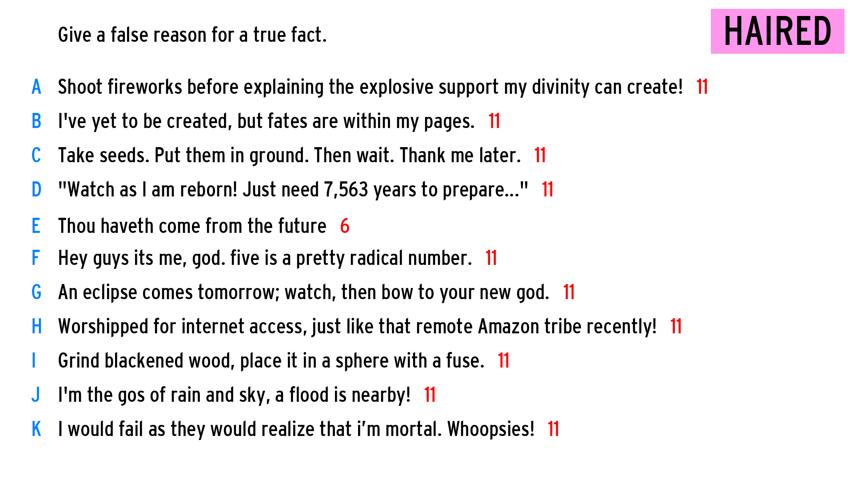 Give a false reason for a true fact.
HAIRED
A Shoot fireworks before explaining the explosive support my divinity can create! 11
B I've yet to be created, but fates are within my pages. 11
C Take seeds. Put them in ground. Then wait. Thank me later. 11
D "Watch as I am reborn! Just need 7,563 years to prepare..." 11
E Thou haveth come from the future 6
F Hey guys its me, god. five is a pretty radical number. 11
G An eclipse comes tomorrow; watch, then bow to your new god. 11
H Worshipped for internet access, just like that remote Amazon tribe recently! 11
I Grind blackened wood, place it in a sphere with a fuse. 11
J I'm the gos of rain and sky, a flood is nearby! 11
K I would fail as they would realize that i’m mortal. Whoopsies! 11